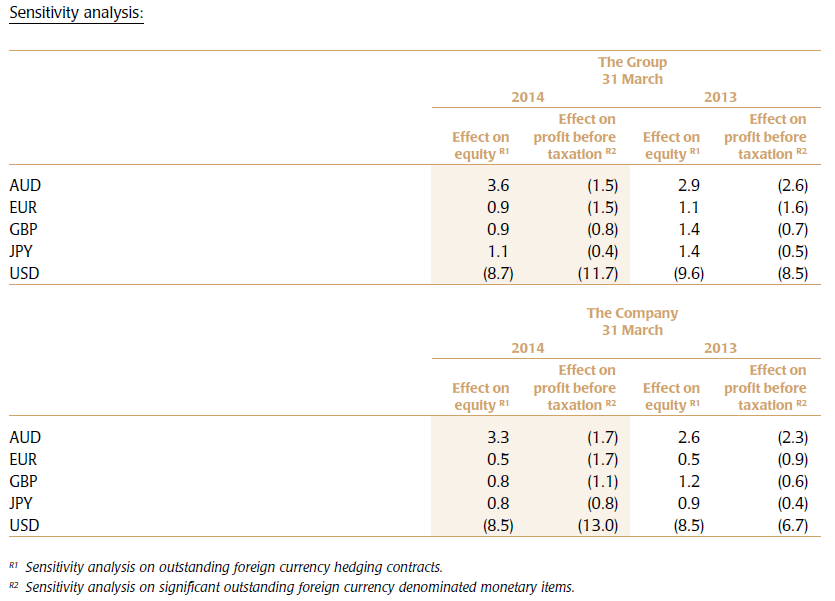 Sensitivity analysis:
The Group
31 March
2014 2013
Effect on Effect on
Effect on profit before Effect on profit before
equity R1 taxation R2 equity R1 taxation R2
AUD 3.6 (1.5) 2.9 (2.6)
EUR 0.9 (1.5) 1.1 (1.6)
GBP 0.9 (0.8) 1.4 (0.7)
JPY 1.1 (0.4) 1.4 (0.5)
USD (8.7) (11.7) (9.6) (8.5)
The Company
31 March
2014 2013
Effect on Effect on
Effect on profit before Effect on profit before
equity R1 taxation R2 equity R1 taxation R2
AUD 3.3 (1.7) 2.6 (2.3)
EUR 0.5 (1.7) 0.5 (0.9)
GBP 0.8 (1.1) 1.2 (0.6)
JPY 0.8 (0.8) 0.9 (0.4)
USD (8.5) (13.0) (8.5) (6.7)
R1 Sensitivity analysis on outstanding foreign currency hedging contracts.
R2 Sensitivity analysis on significant outstanding foreign currency denominated monetary items.